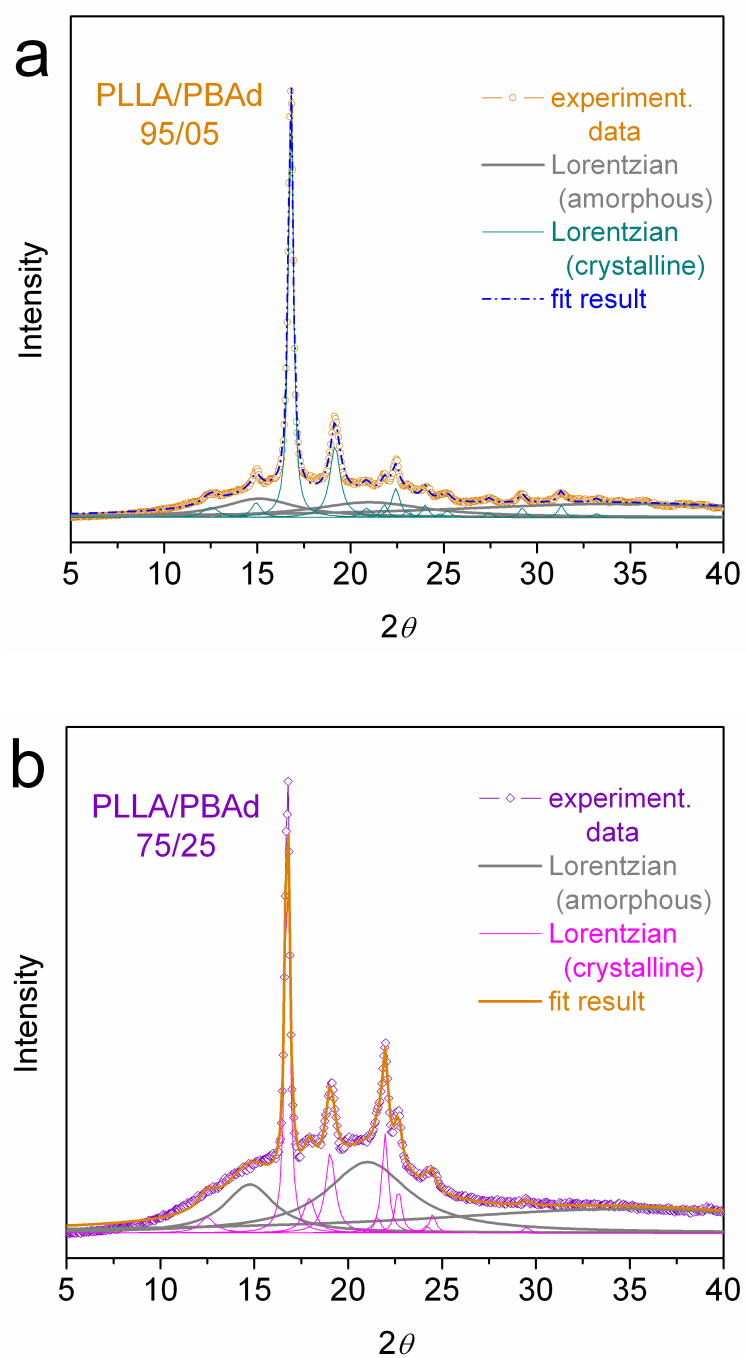 a
PLLA/PBAd
95/05
experiment.
data
Lorentzian
(amorphous)
Lorentzian
(crystalline)
fit result
Intensity
5 10 15 20 25 30 35 40
2θ
b
PLLA/PBAd
75/25
experiment.
data
Lorentzian
(amorphous)
Lorentzian
(crystalline)
fit result
Intensity
5 10 15 20 25 30 35 40
2θ